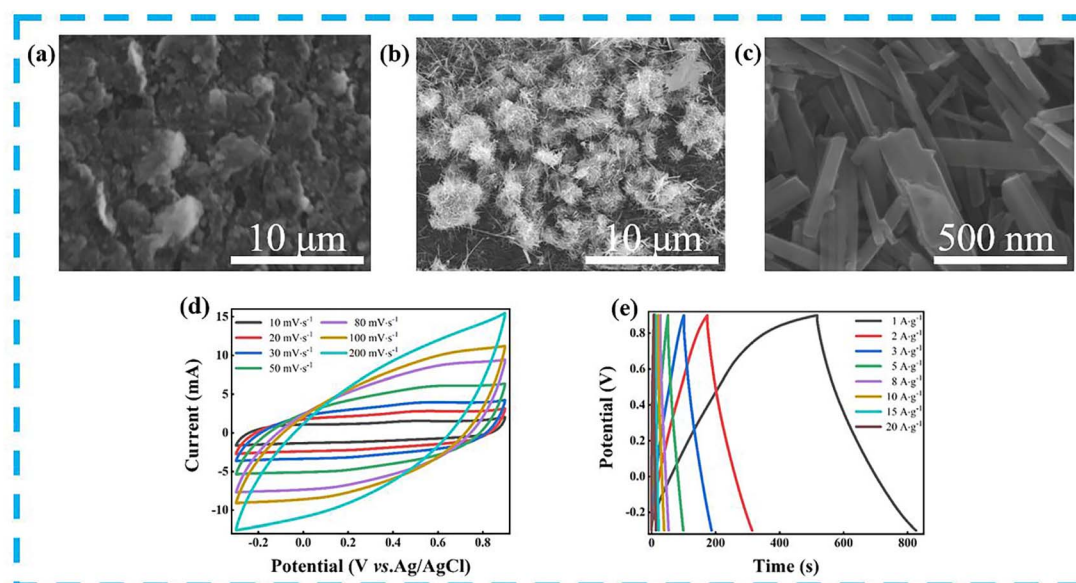 (a)
10 μm
(b)
10 μm
(c)
500 nm
(d)
10 mV·s-1
20 mV·s-1
30 mV·s-1
50 mV·s-1
80 mV·s-1
100 mV·s-1
200 mV·s-1
Current (mA)
15
10
5
0
-5
-10
-0.2
0.0
0.2
0.4
0.6
0.8
Potential (V vs.Ag/AgCl)
(e)
1 A·g-1
2 A·g-1
3 A·g-1
5 A·g-1
8 A·g-1
10 A·g-1
15 A·g-1
20 A·g-1
Potential (V)
0.8
0.4
0.0
-0.2
0
200
400
600
800
Time (s)